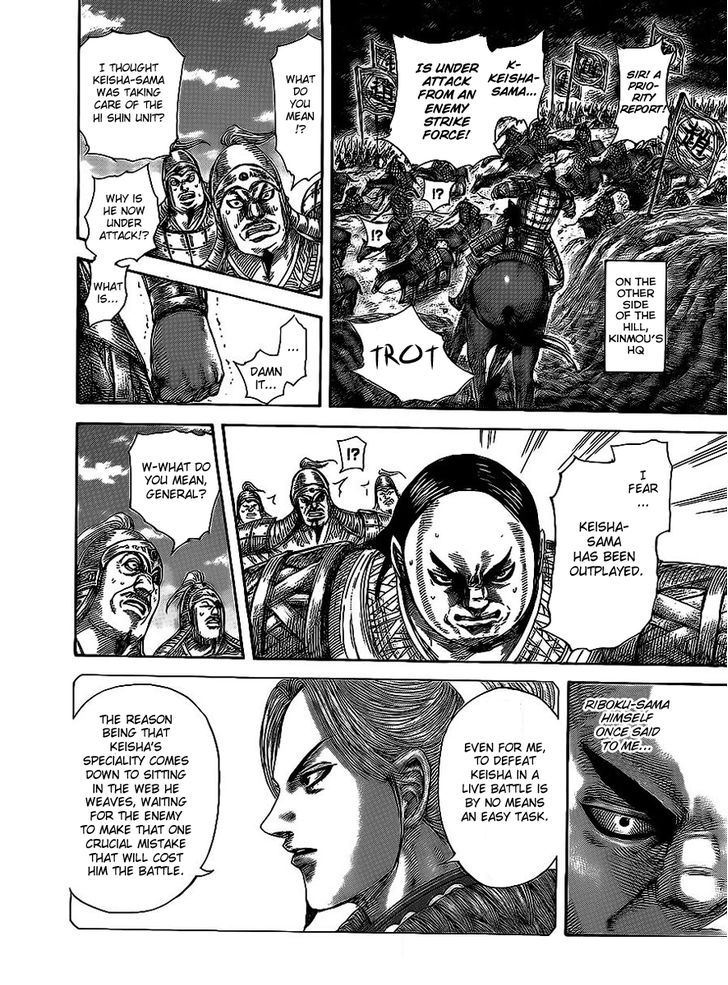 SIR! A
PRIO-
RITY
REPORT!
K-
KEISHA-
SAMA...
IS UNDER
ATTACK
FROM AN
ENEMY
STRIKE
FORCE!
!?
!?
ON THE
OTHER
SIDE
OF THE
HILL,
KINMOU'S
HQ
TROT
WHAT
DO YOU
MEAN
!?
I THOUGHT
KEISHA-SAMA
WAS TAKING
CARE OF THE
HI SHIN UNIT?
WHY IS
HE NOW
UNDER
ATTACK!?
WHAT
IS...
...
DAMN
IT...
I
FEAR
...
KEISHA-
SAMA
HAS BEEN
OUTPLAYED.
!?
W-WHAT DO
YOU MEAN,
GENERAL?
RIBOKU-SAMA
HIMSELF
ONCE SAID
TO ME...
EVEN FOR ME,
TO DEFEAT
KEISHA IN A
LIVE BATTLE IS
BY NO MEANS
AN EASY TASK.
THE REASON
BEING THAT
KEISHA'S
SPECIALITY COMES
DOWN TO SITTING
IN THE WEB HE
WEAVES, WAITING
FOR THE ENEMY
TO MAKE THAT ONE
CRUCIAL MISTAKE
THAT WILL COST
HIM THE BATTLE.